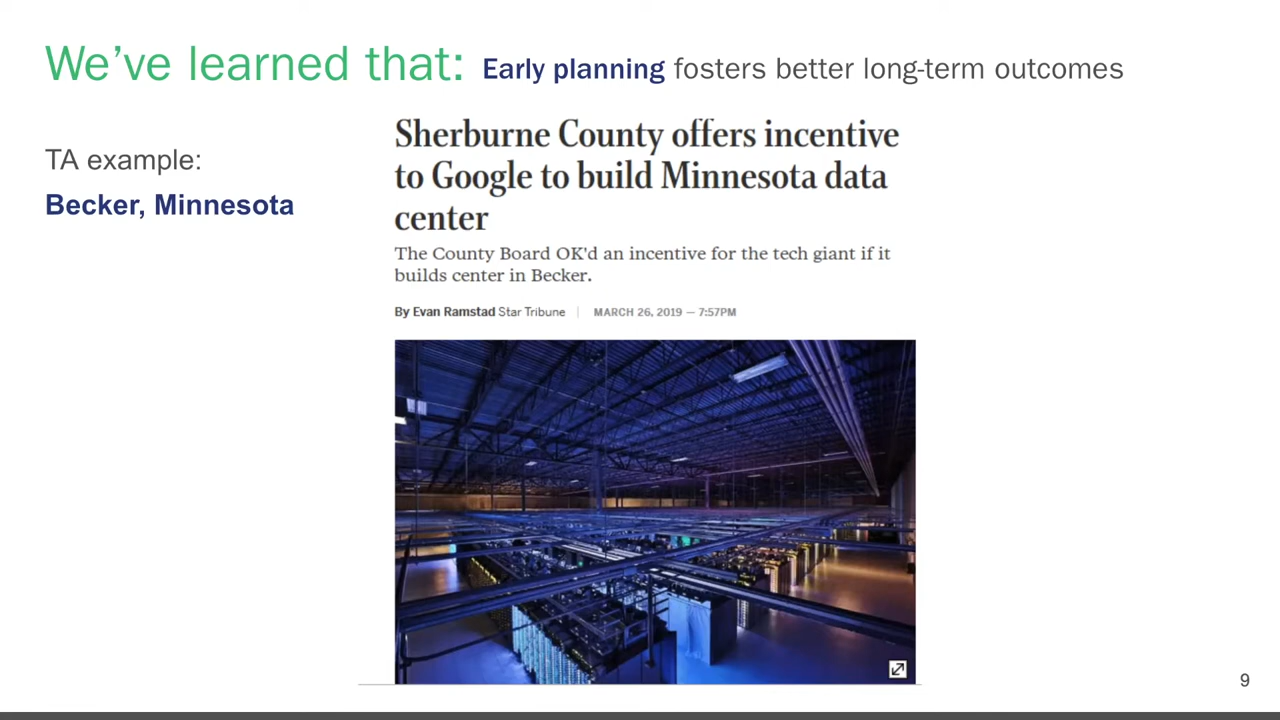 We've learned that: Early planning fosters better long-term outcomes
TA example:
Becker, Minnesota
Sherburne County offers incentive
to Google to build Minnesota data
center
The County Board OK'd an incentive for the tech giant if it
builds center in Becker.
By Evan Ramstad Star Tribune | MARCH 26, 2019 — 7:57PM
9